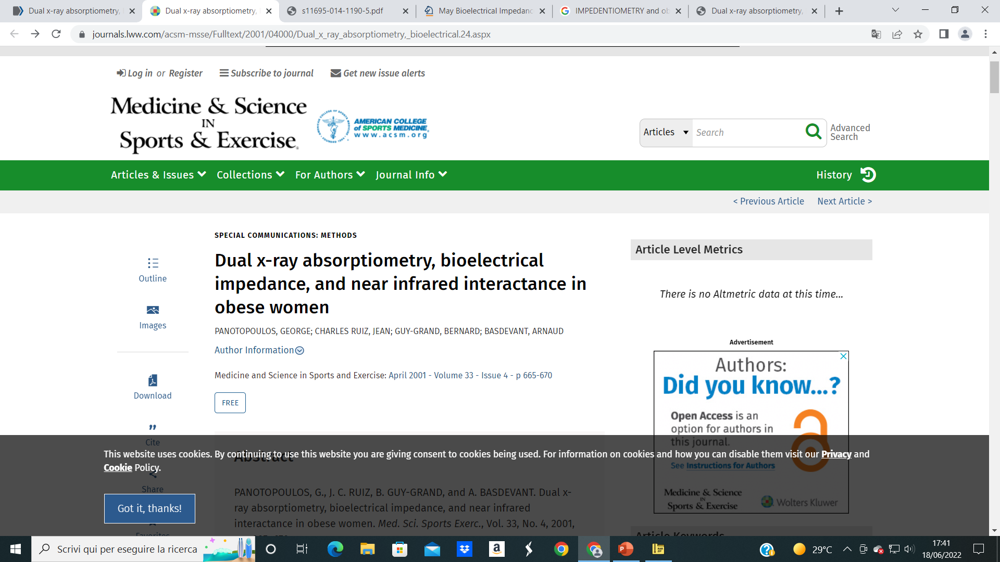 Dual x-ray absorptiometry,
Dual x-ray absorptiometry,
s11695-014-1190-5.pdf
May Bioelectrical Impedanc
IMPEDENTIOMETRY and ob
Dual x-ray absorptiometry,
journals.lww.com/acsm-msse/Fulltext/2001/04000/Dual_x_ray_absorptiometry,_bioelectrical.24.aspx
Log in or Register
Subscribe to journal
Get new issue alerts
Medicine & Science
IN
Sports & Exercise®
AMERICAN COLLEGE
of SPORTS MEDICINE®
www.acsm.org
Articles
Search
Advanced
Search
Articles & Issues
Collections
For Authors
Journal Info
History
< Previous Article
Next Article >
SPECIAL COMMUNICATIONS: METHODS
Dual x-ray absorptiometry, bioelectrical
impedance, and near infrared interactance in
obese women
PANOTOPOULOS, GEORGE; CHARLES RUIZ, JEAN; GUY-GRAND, BERNARD; BASDEVANT, ARNAUD
Author Information
Medicine and Science in Sports and Exercise: April 2001 - Volume 33 - Issue 4 - p 665-670
FREE
Outline
Images
Download
Cite
Share
Favorites
Article Level Metrics
There is no Altmetric data at this time...
Advertisement
Authors:
Did you know...?
Open Access is an
option for authors in
this journal.
See Instructions for Authors
Medicine & Science
IN
Sports & Exercise
Wolters Kluwer
Article Keywords
Abstract
PANOTOPOULOS, G., J. C. RUIZ, B. GUY-GRAND, and A. BASDEVANT. Dual x-
ray absorptiometry, bioelectrical impedance, and near infrared
interactance in obese women. Med. Sci. Sports Exerc., Vol. 33, No. 4, 2001,
This website uses cookies. By continuing to use this website you are giving consent to cookies being used. For information on cookies and how you can disable them visit our Privacy and
Cookie Policy.
Got it, thanks!
Scrivi qui per eseguire la ricerca
29°C
17:41
18/06/2022